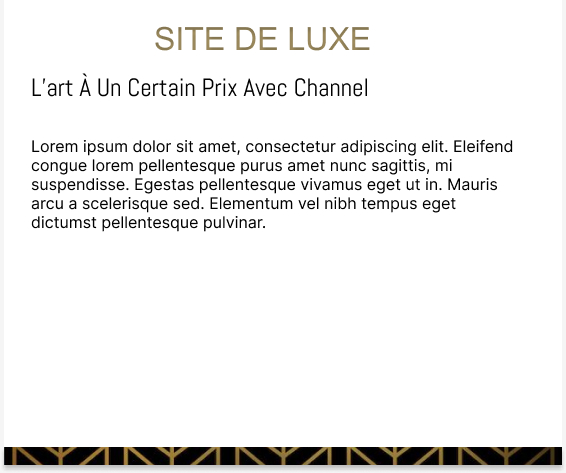 SITE DE LUXE
L'art À Un Certain Prix Avec Channel
Lorem ipsum dolor sit amet, consectetur adipiscing elit. Eleifend
congue lorem pellentesque purus amet nunc sagittis, mi
suspendisse. Egestas pellentesque vivamus eget ut in. Mauris
arcu a scelerisque sed. Elementum vel nibh tempus eget
dictumst pellentesque pulvinar.